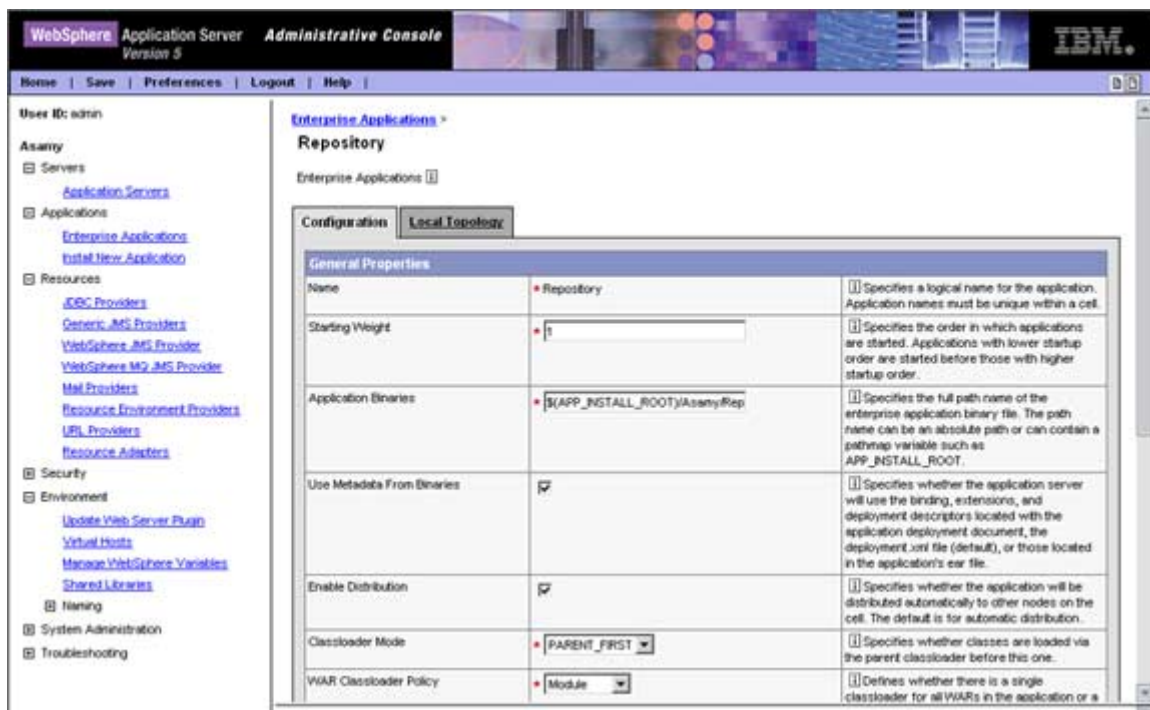 WebSphere Application Server Administrative Console
Version 5
IBM.
Home | Save | Preferences | Logout | Help |
User ID: admin
Asamy
Servers
Application Servers
Applications
Enterprise Applications
Install New Application
Resources
JDBC Providers
Generic JMS Providers
WebSphere JMS Provider
WebSphere MQ JMS Provider
Mail Providers
Resource Environment Providers
URL Providers
Resource Adapters
Security
Environment
Update Web Server Plugin
Virtual Hosts
Manage WebSphere Variables
Shared Libraries
Naming
System Administration
Troubleshooting
Enterprise Applications >
Repository
Enterprise Applications i
Configuration Local Topology
General Properties
Name
* Repository
i Specifies a logical name for the application.
Application names must be unique within a cell.
Starting Weight
* 1
i Specifies the order in which applications
are started. Applications with lower startup
order are started before those with higher
startup order.
Application Binaries
* $(APP_INSTALL_ROOT)/Asamy/Rep
i Specifies the full path name of the
enterprise application binary file. The path
name can be an absolute path or can contain a
pathmap variable such as
APP_INSTALL_ROOT.
Use Metadata From Binaries
i Specifies whether the application server
will use the binding, extensions, and
deployment descriptors located with the
application deployment document, the
deployment.xml file (default), or those located
in the application's ear file.
Enable Distribution
i Specifies whether the application will be
distributed automatically to other nodes on the
cell. The default is for automatic distribution.
Classloader Mode
* PARENT_FIRST
i Specifies whether classes are loaded via
the parent classloader before this one.
WAR Classloader Policy
* Module
i Defines whether there is a single
classloader for all WARs in the application or a